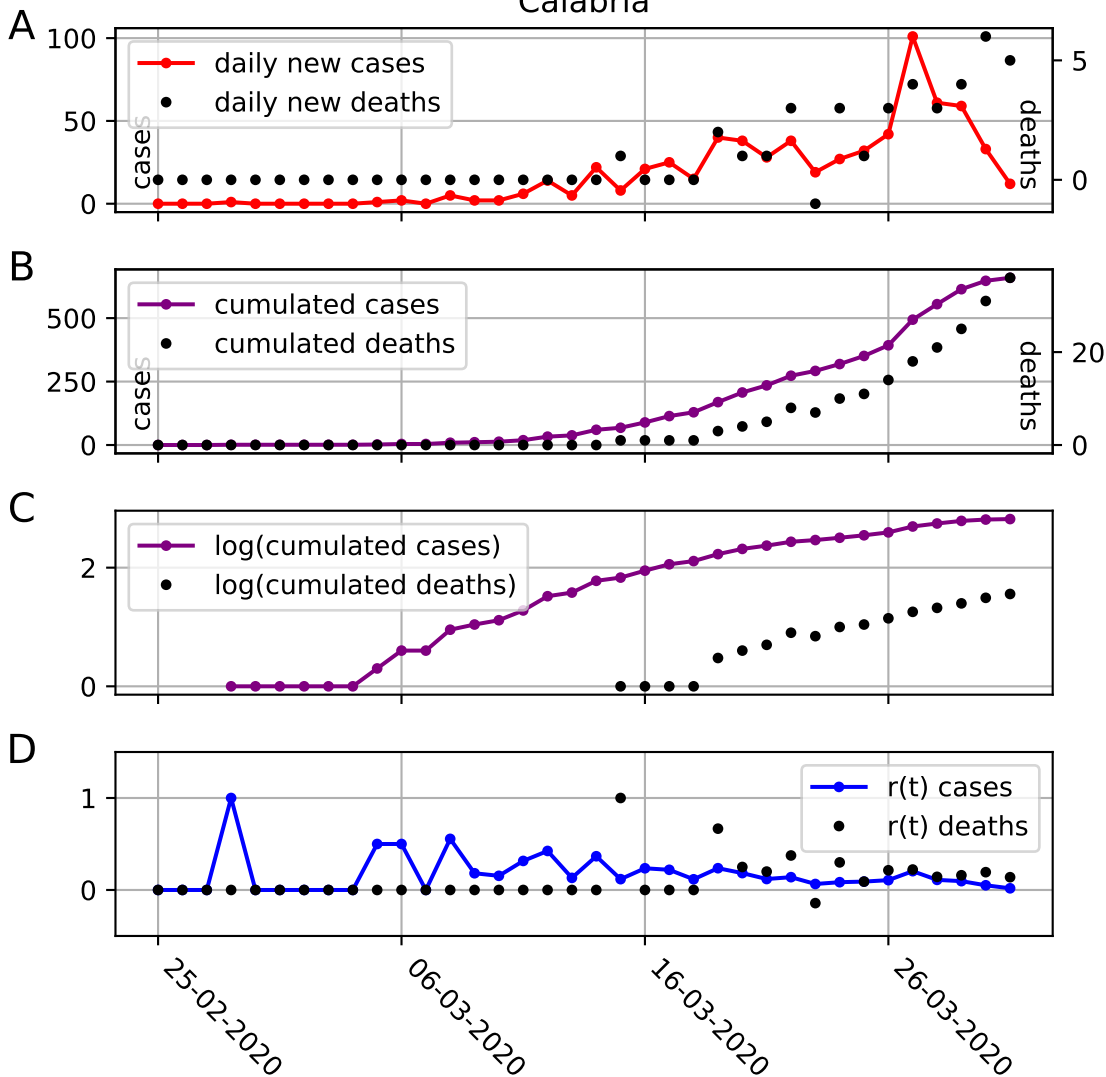 Calabria
A
100
50
0
cases
daily new cases
daily new deaths
5
0
deaths
B
500
250
0
cases
cumulated cases
cumulated deaths
20
0
deaths
C
2
0
log(cumulated cases)
log(cumulated deaths)
D
1
0
r(t) cases
r(t) deaths
25-02-2020
06-03-2020
16-03-2020
26-03-2020